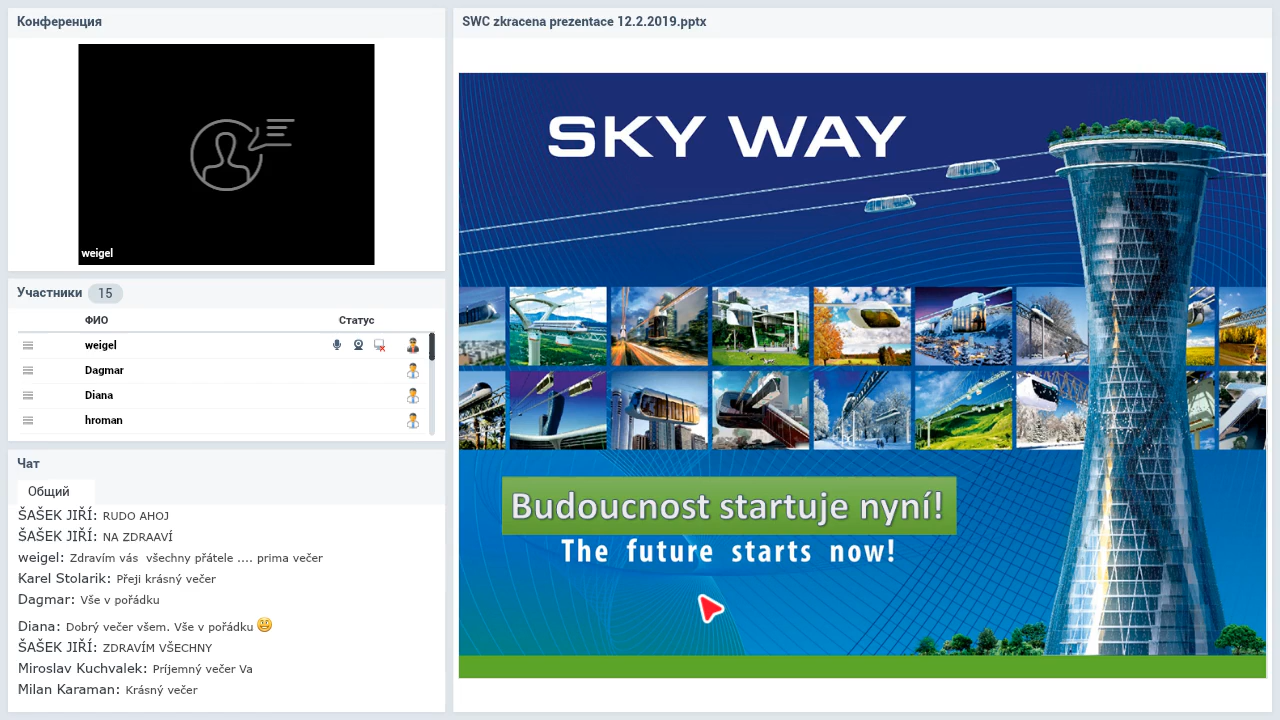 Конференция
weigel
Участники 15
ФИО Статус
weigel
Dagmar
Diana
hroman
Чат
Общий
ŠAŠEK JIŘÍ: RUDO AHOJ
ŠAŠEK JIŘÍ: NA ZDRAAVÍ
weigel: Zdravím vás všechny přátele .... prima večer
Karel Stolarik: Přeji krásný večer
Dagmar: Vše v pořádku
Diana: Dobrý večer všem. Vše v pořádku
ŠAŠEK JIŘÍ: ZDRAVÍM VŠECHNY
Miroslav Kuchvalek: Príjemný večer Va
Milan Karaman: Krásný večer
SWC zkracena prezentace 12.2.2019.pptx
SKY WAY
Budoucnost startuje nyní!
The future starts now!